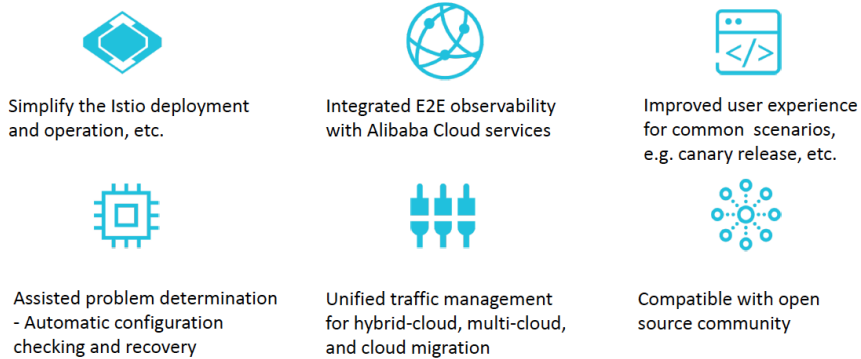 Simplify the Istio deployment
and operation, etc.
Integrated E2E observability
with Alibaba Cloud services
Improved user experience
for common scenarios,
e.g. canary release, etc.
Assisted problem determination
- Automatic configuration
checking and recovery
Unified traffic management
for hybrid-cloud, multi-cloud,
and cloud migration
Compatible with open
source community